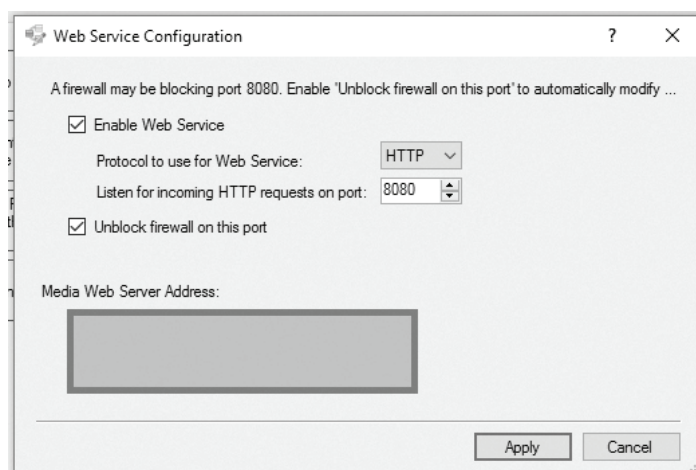 Web Service Configuration
A firewall may be blocking port 8080. Enable 'Unblock firewall on this port' to automatically modify ...
Enable Web Service
Protocol to use for Web Service: HTTP
Listen for incoming HTTP requests on port: 8080
Unblock firewall on this port
Media Web Server Address:
Apply Cancel